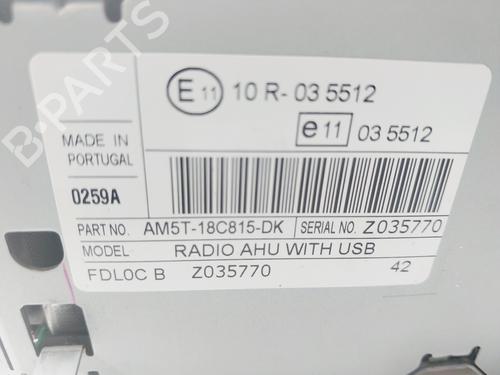 B-PARTS
E 11 10 R- 03 5512
e 11 03 5512
MADE IN
PORTUGAL
0259A
PART NO. AM5T-18C815-DK SERIAL NO. Z035770
MODEL RADIO AHU WITH USB
FDL0C B Z035770 42